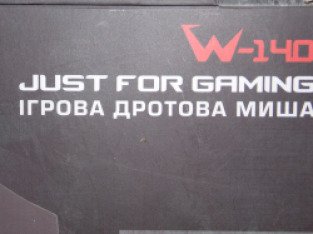 W-140
JUST FOR GAMING
ІГРОВА ДРОТОВА МИША